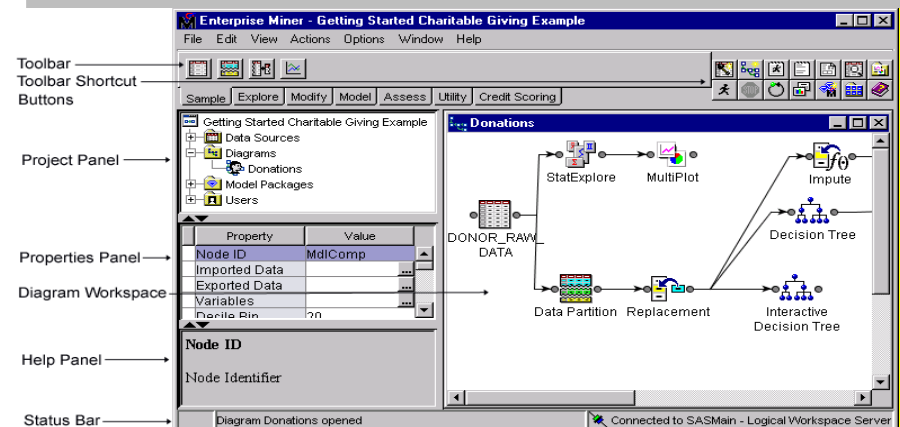 Enterprise Miner - Getting Started Charitable Giving Example
File Edit View Actions Options Window Help
Toolbar
Toolbar Shortcut
Buttons
Sample Explore Modify Model Assess Utility Credit Scoring
Project Panel
Getting Started Charitable Giving Example
Data Sources
Diagrams
Donations
Model Packages
Users
Properties Panel
Property Value
Node ID MdlComp
Imported Data ...
Exported Data ...
Variables ...
Decile Bin 20
Diagram Workspace
Help Panel
Node ID
Node Identifier
Donations
StatExplore
MultiPlot
Impute
DONOR_RAW_
DATA
Decision Tree
Data Partition
Replacement
Interactive
Decision Tree
Status Bar
Diagram Donations opened
Connected to SASMain - Logical Workspace Server